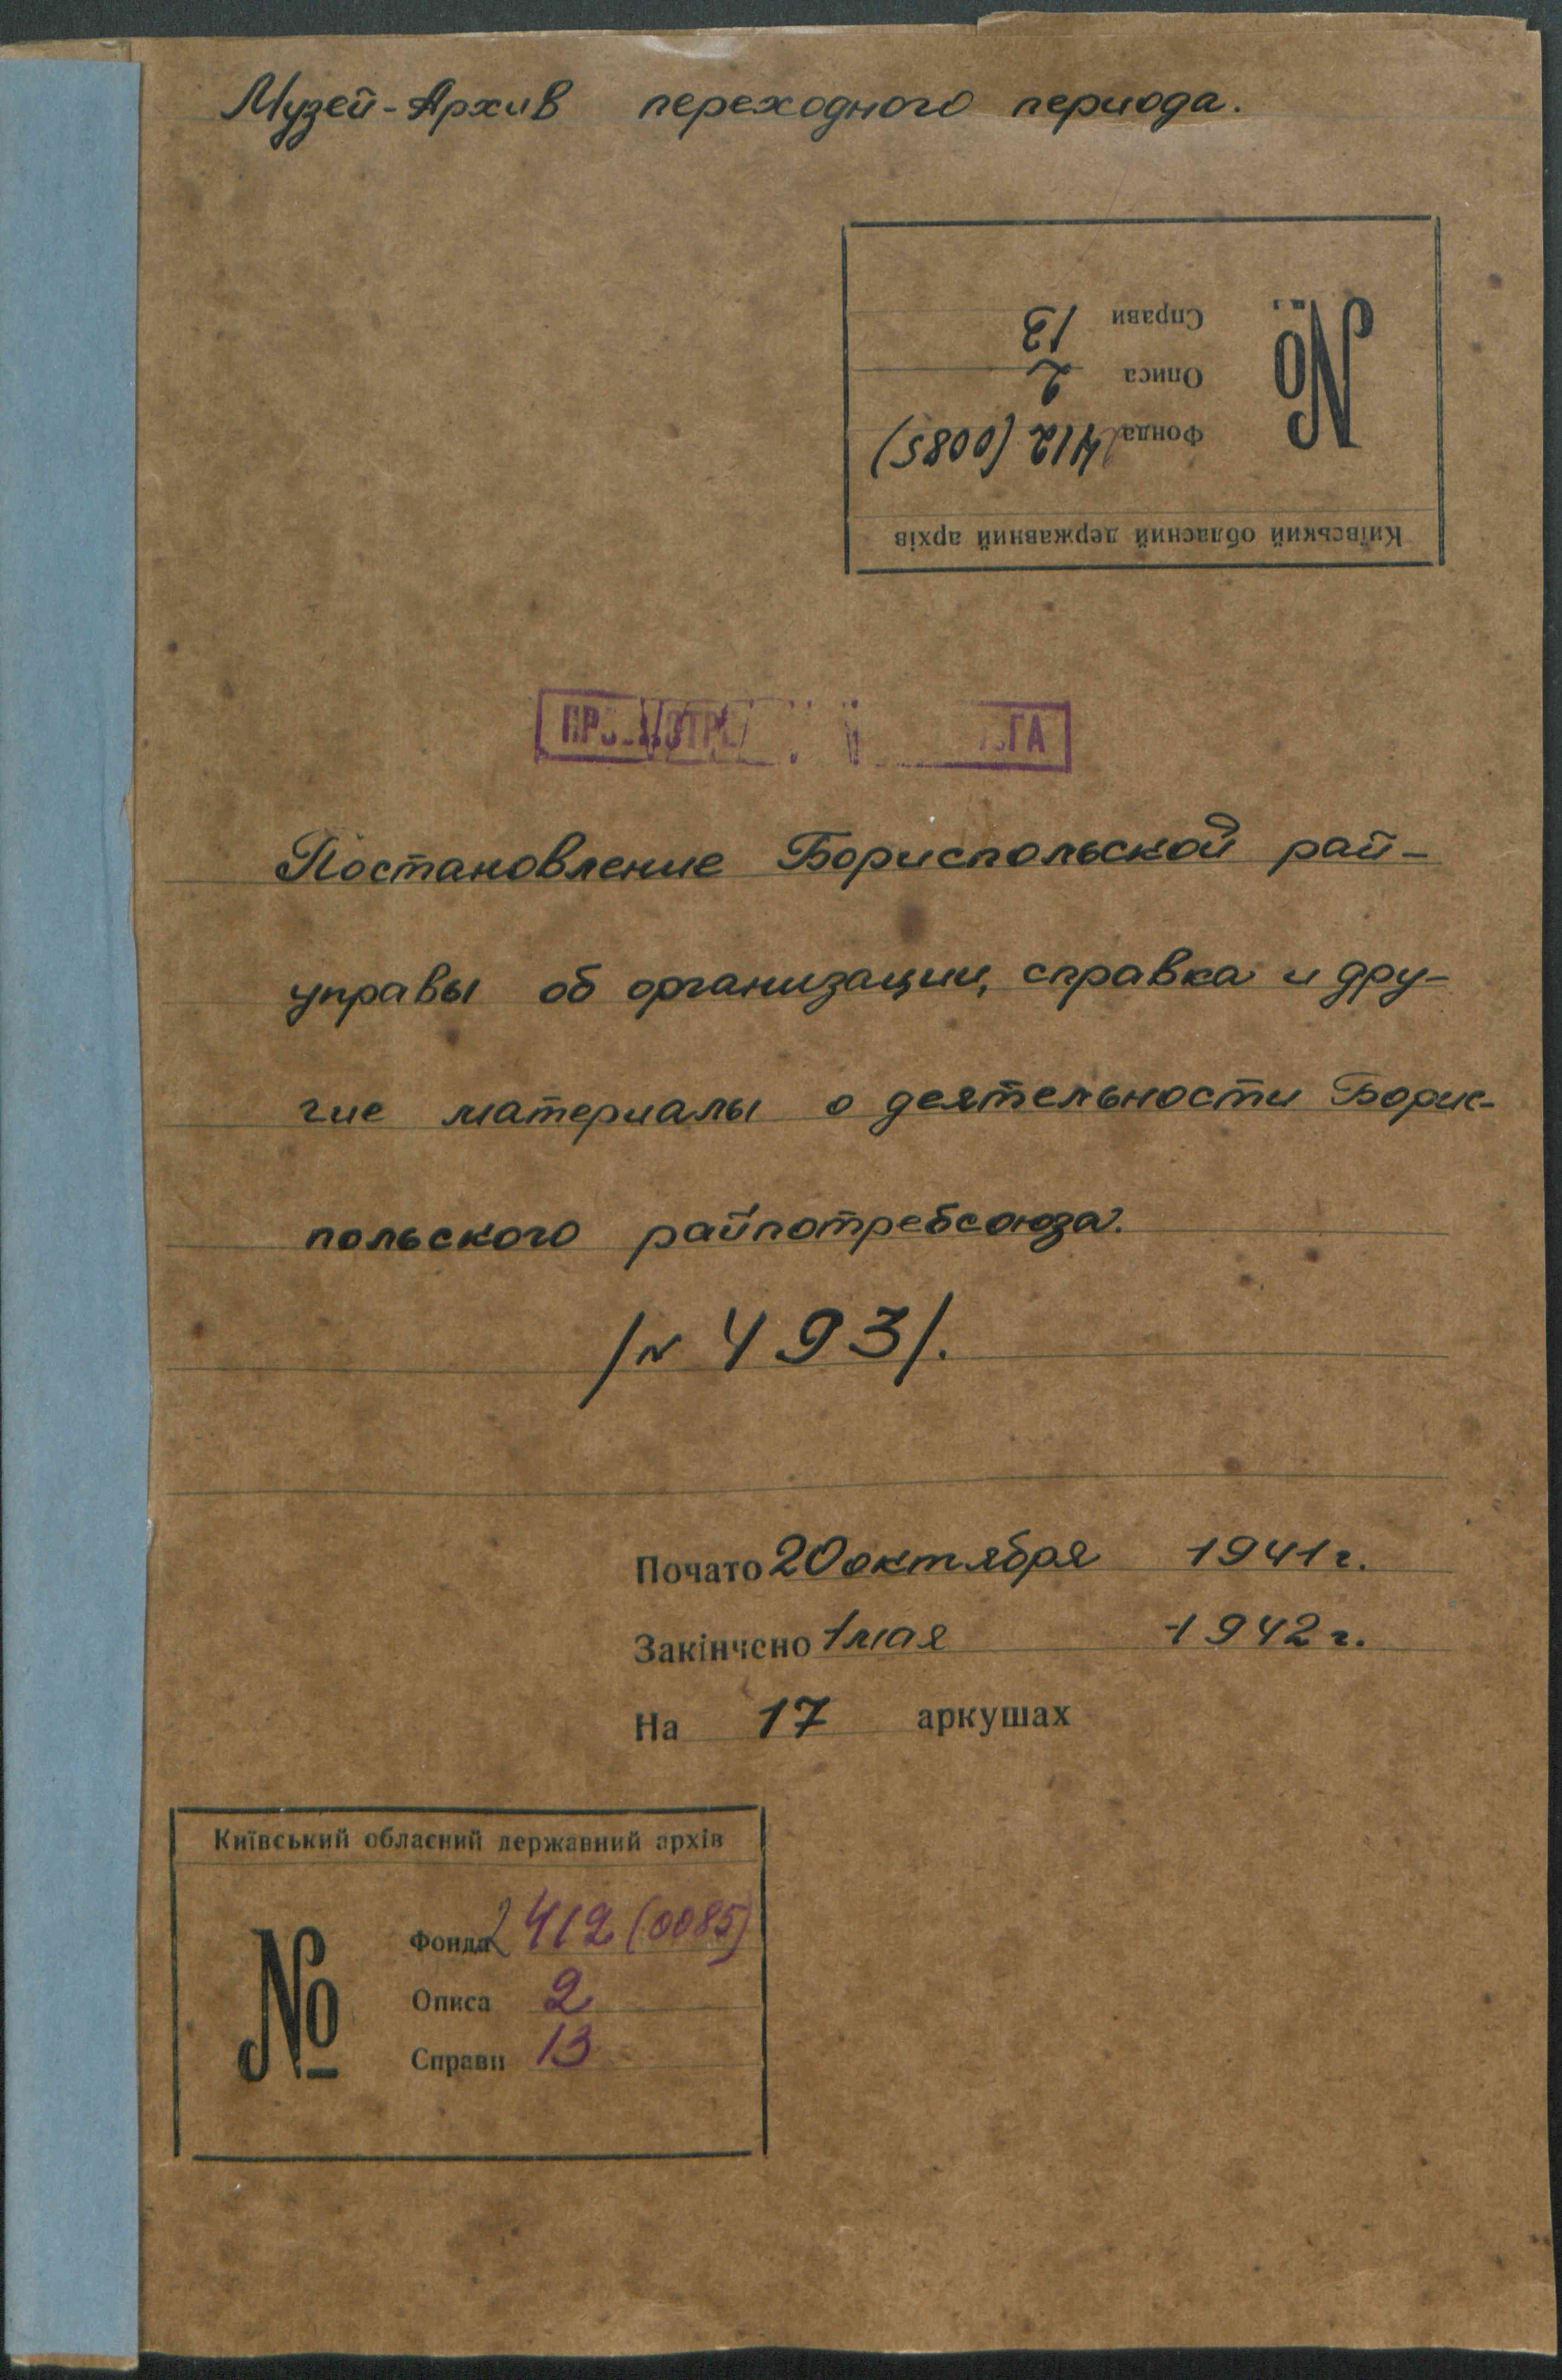 Музей-Архив переходного периода.
Київський обласний державний архів
№
Фонда 2412 (0085)
Описа 2
Справи 13
Постановление Бориспольской рай-
управы об организации, справка и дру-
гие материалы о деятельности Борис-
польского райпотребсоюза.
/№ 493/.
Почато 20 октября 1941 г.
Закінчено 1 мая 1942 г.
На 17 аркушах
Київський обласний державний архів
№
Фонда 2412 (0085)
Описа 2
Справи 13